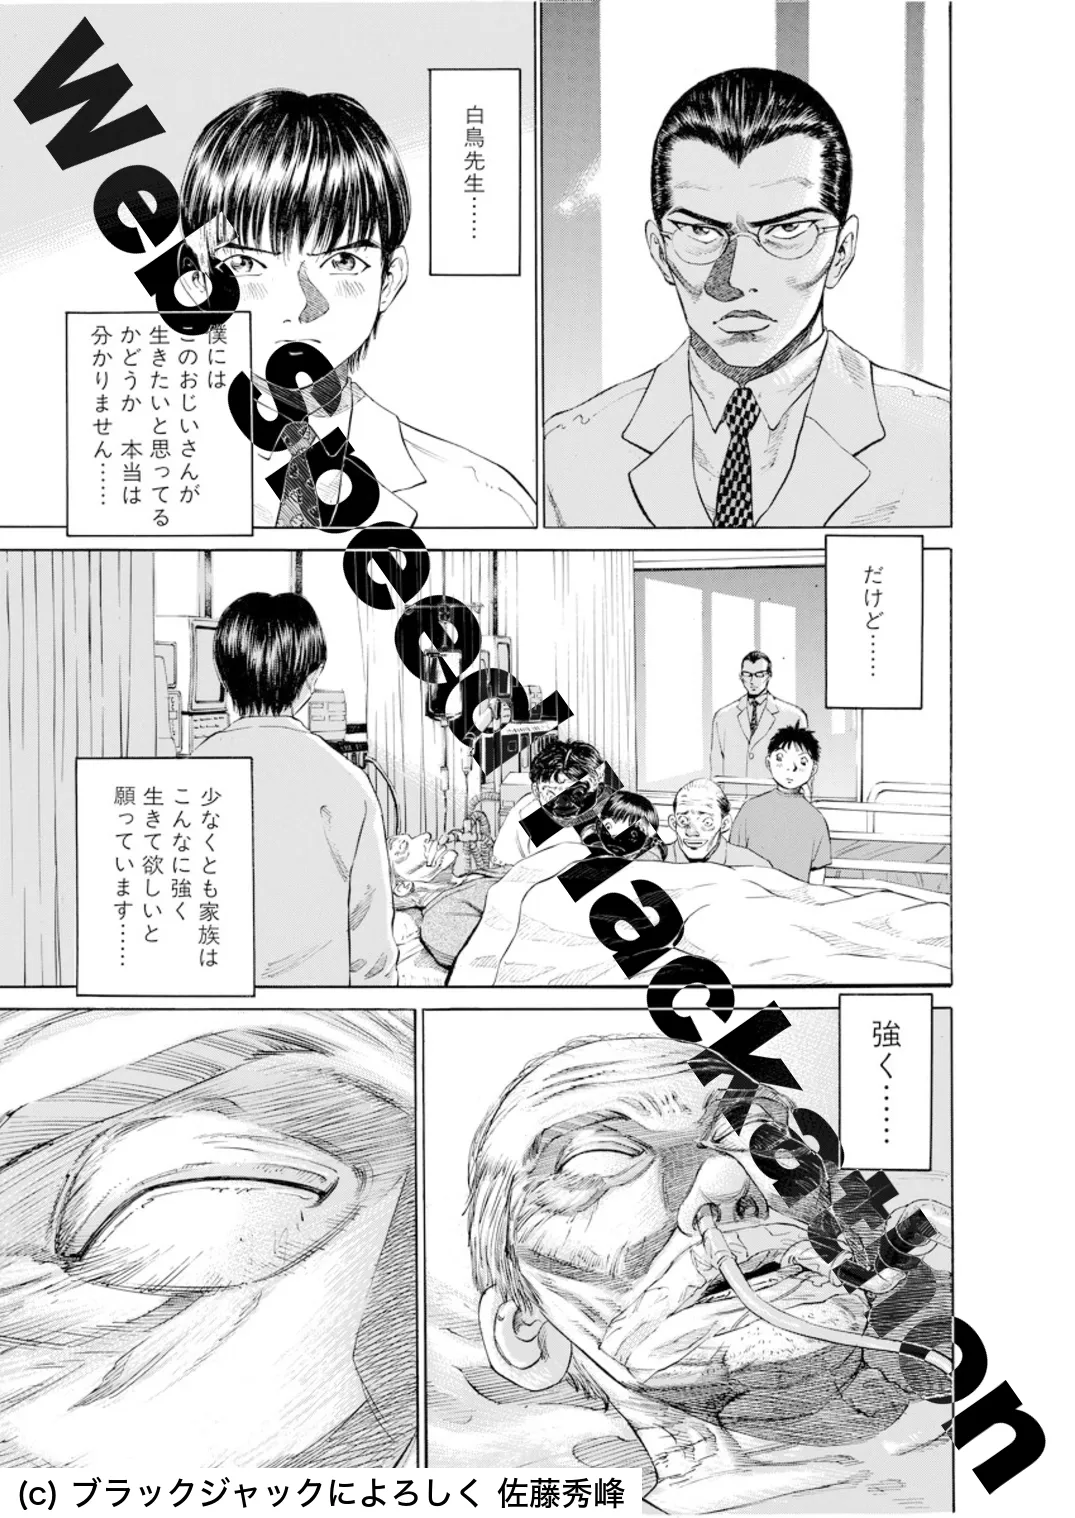 白鳥先生……
僕には
このおじいさんが
生きたいと思ってる
かどうか 本当は
分かりません……
だけど……
少なくとも家族は
こんなに強く
生きて欲しいと
願っています……
強く……
Web Speed Hackathon
(c) ブラックジャックによろしく 佐藤秀峰